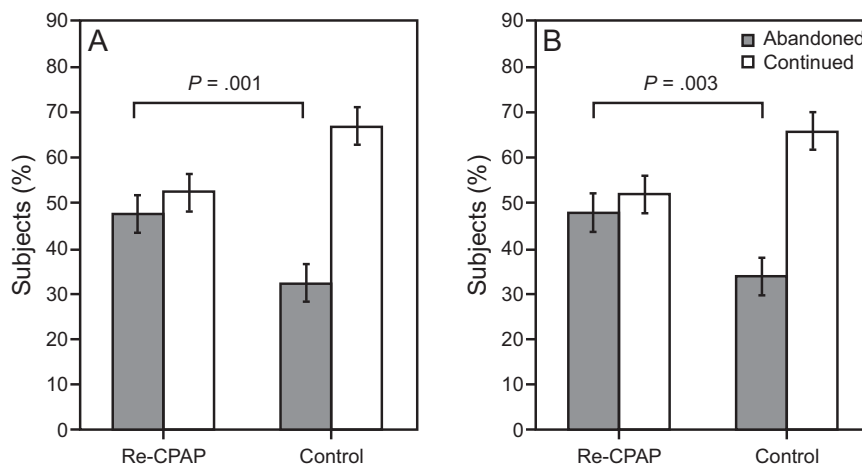 A
Subjects (%)
90
80
70
60
50
40
30
20
10
0
P = .001
Re-CPAP
Control
B
Subjects (%)
90
80
70
60
50
40
30
20
10
0
P = .003
Abandoned
Continued
Re-CPAP
Control